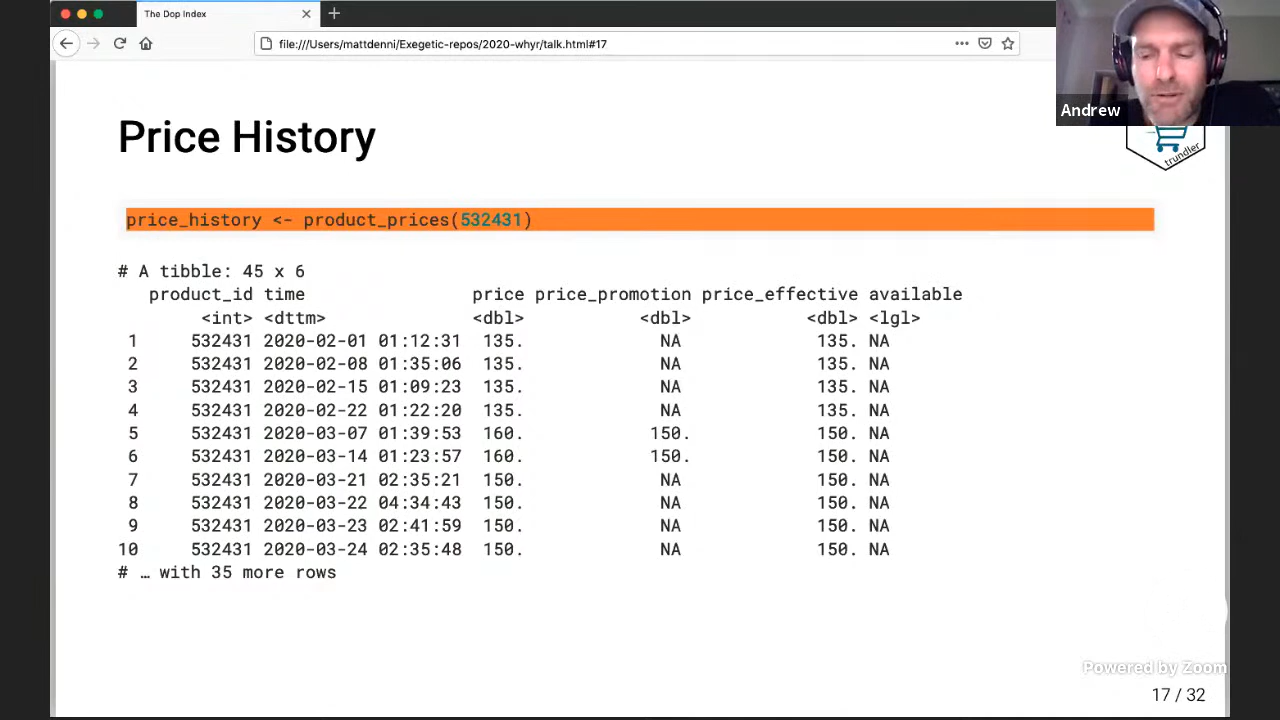 The Dop Index
file:///Users/mattdenni/Exegetic-repos/2020-whyr/talk.html#17
Andrew
trundler
Price History
price_history <- product_prices(532431)
# A tibble: 45 x 6
product_id time price price_promotion price_effective available
<int> <dttm> <dbl> <dbl> <dbl> <lgl>
1 532431 2020-02-01 01:12:31 135. NA 135. NA
2 532431 2020-02-08 01:35:06 135. NA 135. NA
3 532431 2020-02-15 01:09:23 135. NA 135. NA
4 532431 2020-02-22 01:22:20 135. NA 135. NA
5 532431 2020-03-07 01:39:53 160. 150. 150. NA
6 532431 2020-03-14 01:23:57 160. 150. 150. NA
7 532431 2020-03-21 02:35:21 150. NA 150. NA
8 532431 2020-03-22 04:34:43 150. NA 150. NA
9 532431 2020-03-23 02:41:59 150. NA 150. NA
10 532431 2020-03-24 02:35:48 150. NA 150. NA
# … with 35 more rows
Powered by Zoom
17 / 32